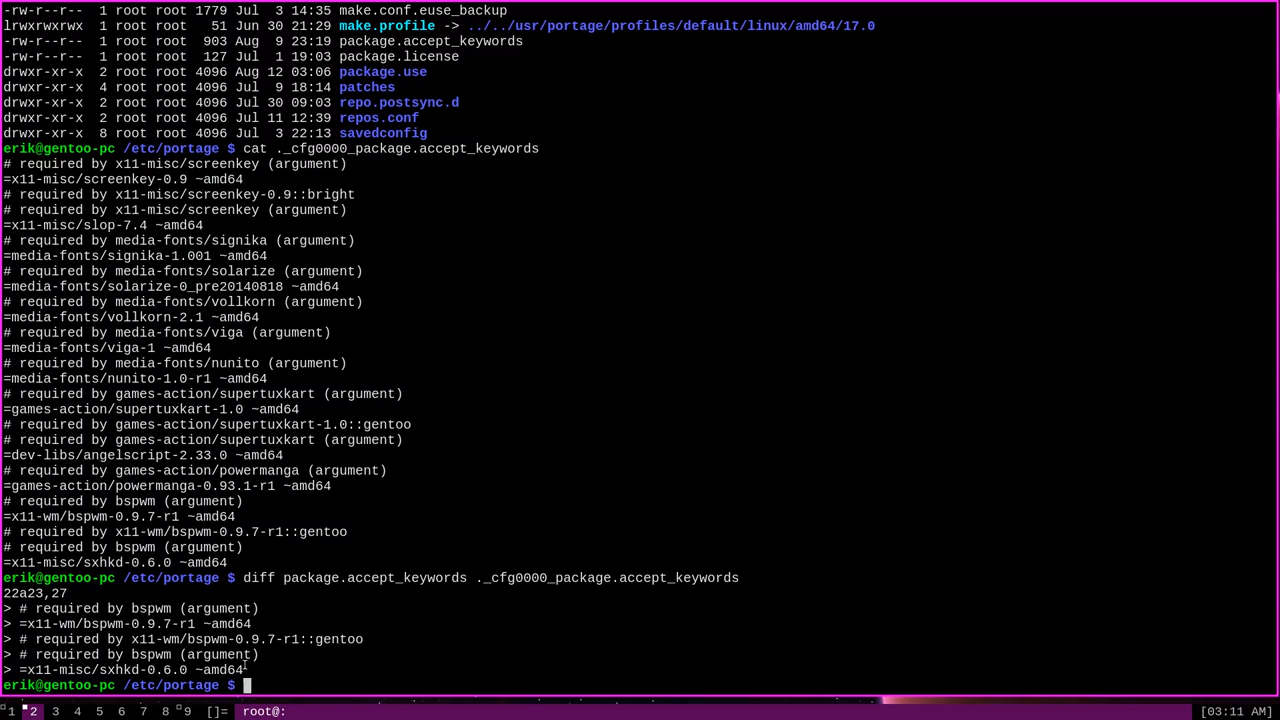 -rw-r--r--  1 root root 1779 Jul  3 14:35 make.conf.euse_backup
lrwxrwxrwx  1 root root   51 Jun 30 21:29 make.profile -> ../../usr/portage/profiles/default/linux/amd64/17.0
-rw-r--r--  1 root root  903 Aug  9 23:19 package.accept_keywords
-rw-r--r--  1 root root  127 Jul  1 19:03 package.license
drwxr-xr-x  2 root root 4096 Aug 12 03:06 package.use
drwxr-xr-x  4 root root 4096 Jul  9 18:14 patches
drwxr-xr-x  2 root root 4096 Jul 30 09:03 repo.postsync.d
drwxr-xr-x  2 root root 4096 Jul 11 12:39 repos.conf
drwxr-xr-x  8 root root 4096 Jul  3 22:13 savedconfig
erik@gentoo-pc /etc/portage $ cat ._cfg0000_package.accept_keywords
# required by x11-misc/screenkey (argument)
=x11-misc/screenkey-0.9 ~amd64
# required by x11-misc/screenkey-0.9::bright
# required by x11-misc/screenkey (argument)
=x11-misc/slop-7.4 ~amd64
# required by media-fonts/signika (argument)
=media-fonts/signika-1.001 ~amd64
# required by media-fonts/solarize (argument)
=media-fonts/solarize-0_pre20140818 ~amd64
# required by media-fonts/vollkorn (argument)
=media-fonts/vollkorn-2.1 ~amd64
# required by media-fonts/viga (argument)
=media-fonts/viga-1 ~amd64
# required by media-fonts/nunito (argument)
=media-fonts/nunito-1.0-r1 ~amd64
# required by games-action/supertuxkart (argument)
=games-action/supertuxkart-1.0 ~amd64
# required by games-action/supertuxkart-1.0::gentoo
# required by games-action/supertuxkart (argument)
=dev-libs/angelscript-2.33.0 ~amd64
# required by games-action/powermanga (argument)
=games-action/powermanga-0.93.1-r1 ~amd64
# required by bspwm (argument)
=x11-wm/bspwm-0.9.7-r1 ~amd64
# required by x11-wm/bspwm-0.9.7-r1::gentoo
# required by bspwm (argument)
=x11-misc/sxhkd-0.6.0 ~amd64
erik@gentoo-pc /etc/portage $ diff package.accept_keywords ._cfg0000_package.accept_keywords
22a23,27
> # required by bspwm (argument)
> =x11-wm/bspwm-0.9.7-r1 ~amd64
> # required by x11-wm/bspwm-0.9.7-r1::gentoo
> # required by bspwm (argument)
> =x11-misc/sxhkd-0.6.0 ~amd64
erik@gentoo-pc /etc/portage $
1 2 3 4 5 6 7 8 9 []= root@: [03:11 AM]